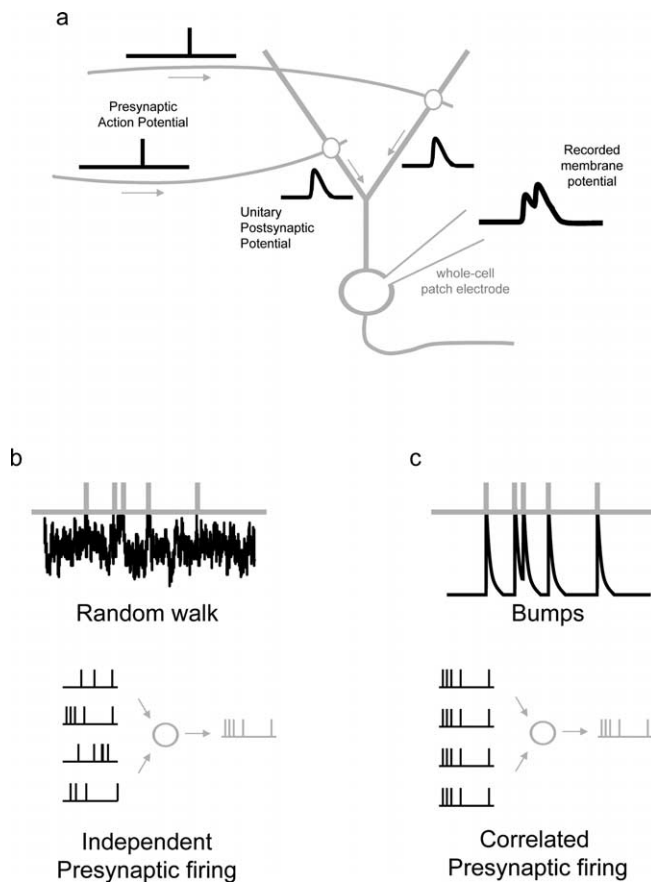 a
Presynaptic
Action Potential
Unitary
Postsynaptic
Potential
Recorded
membrane
potential
whole-cell
patch electrode
b
Random walk
Independent
Presynaptic firing
c
Bumps
Correlated
Presynaptic firing